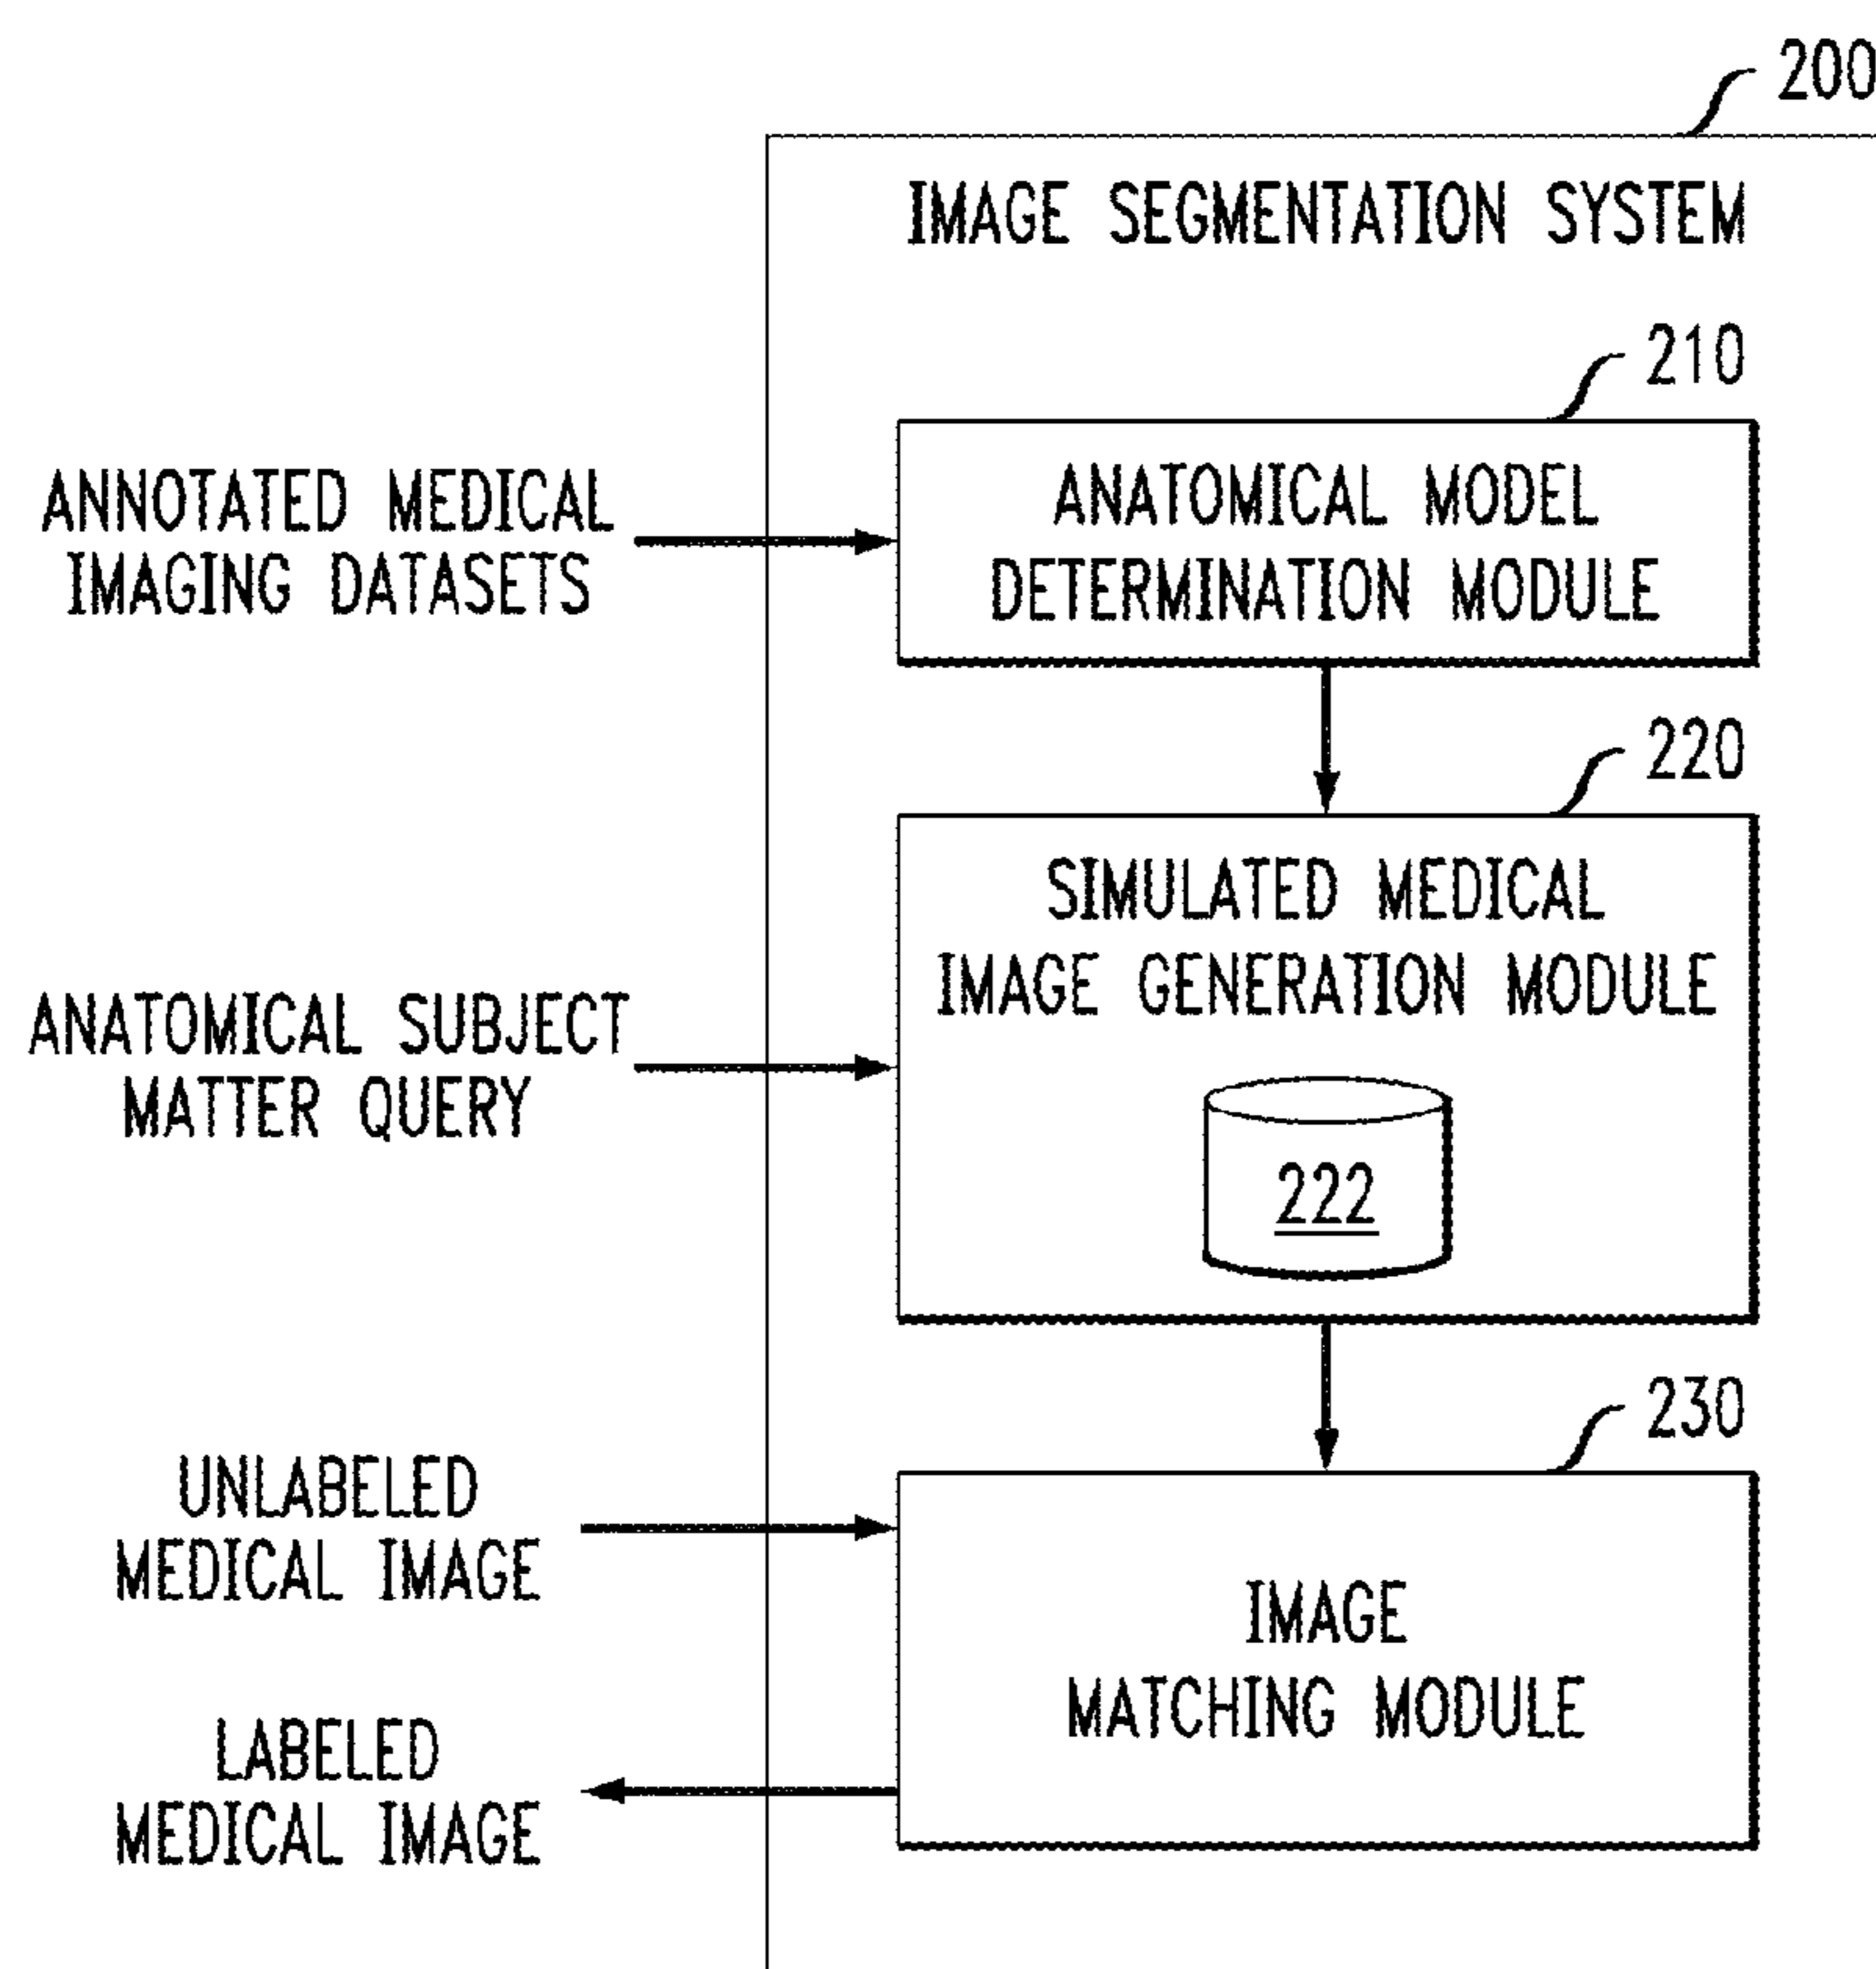 200
IMAGE SEGMENTATION SYSTEM
210
ANNOTATED MEDICAL
IMAGING DATASETS
ANATOMICAL MODEL
DETERMINATION MODULE
220
SIMULATED MEDICAL
IMAGE GENERATION MODULE
ANATOMICAL SUBJECT
MATTER QUERY
222
230
UNLABELED
MEDICAL IMAGE
IMAGE
MATCHING MODULE
LABELED
MEDICAL IMAGE